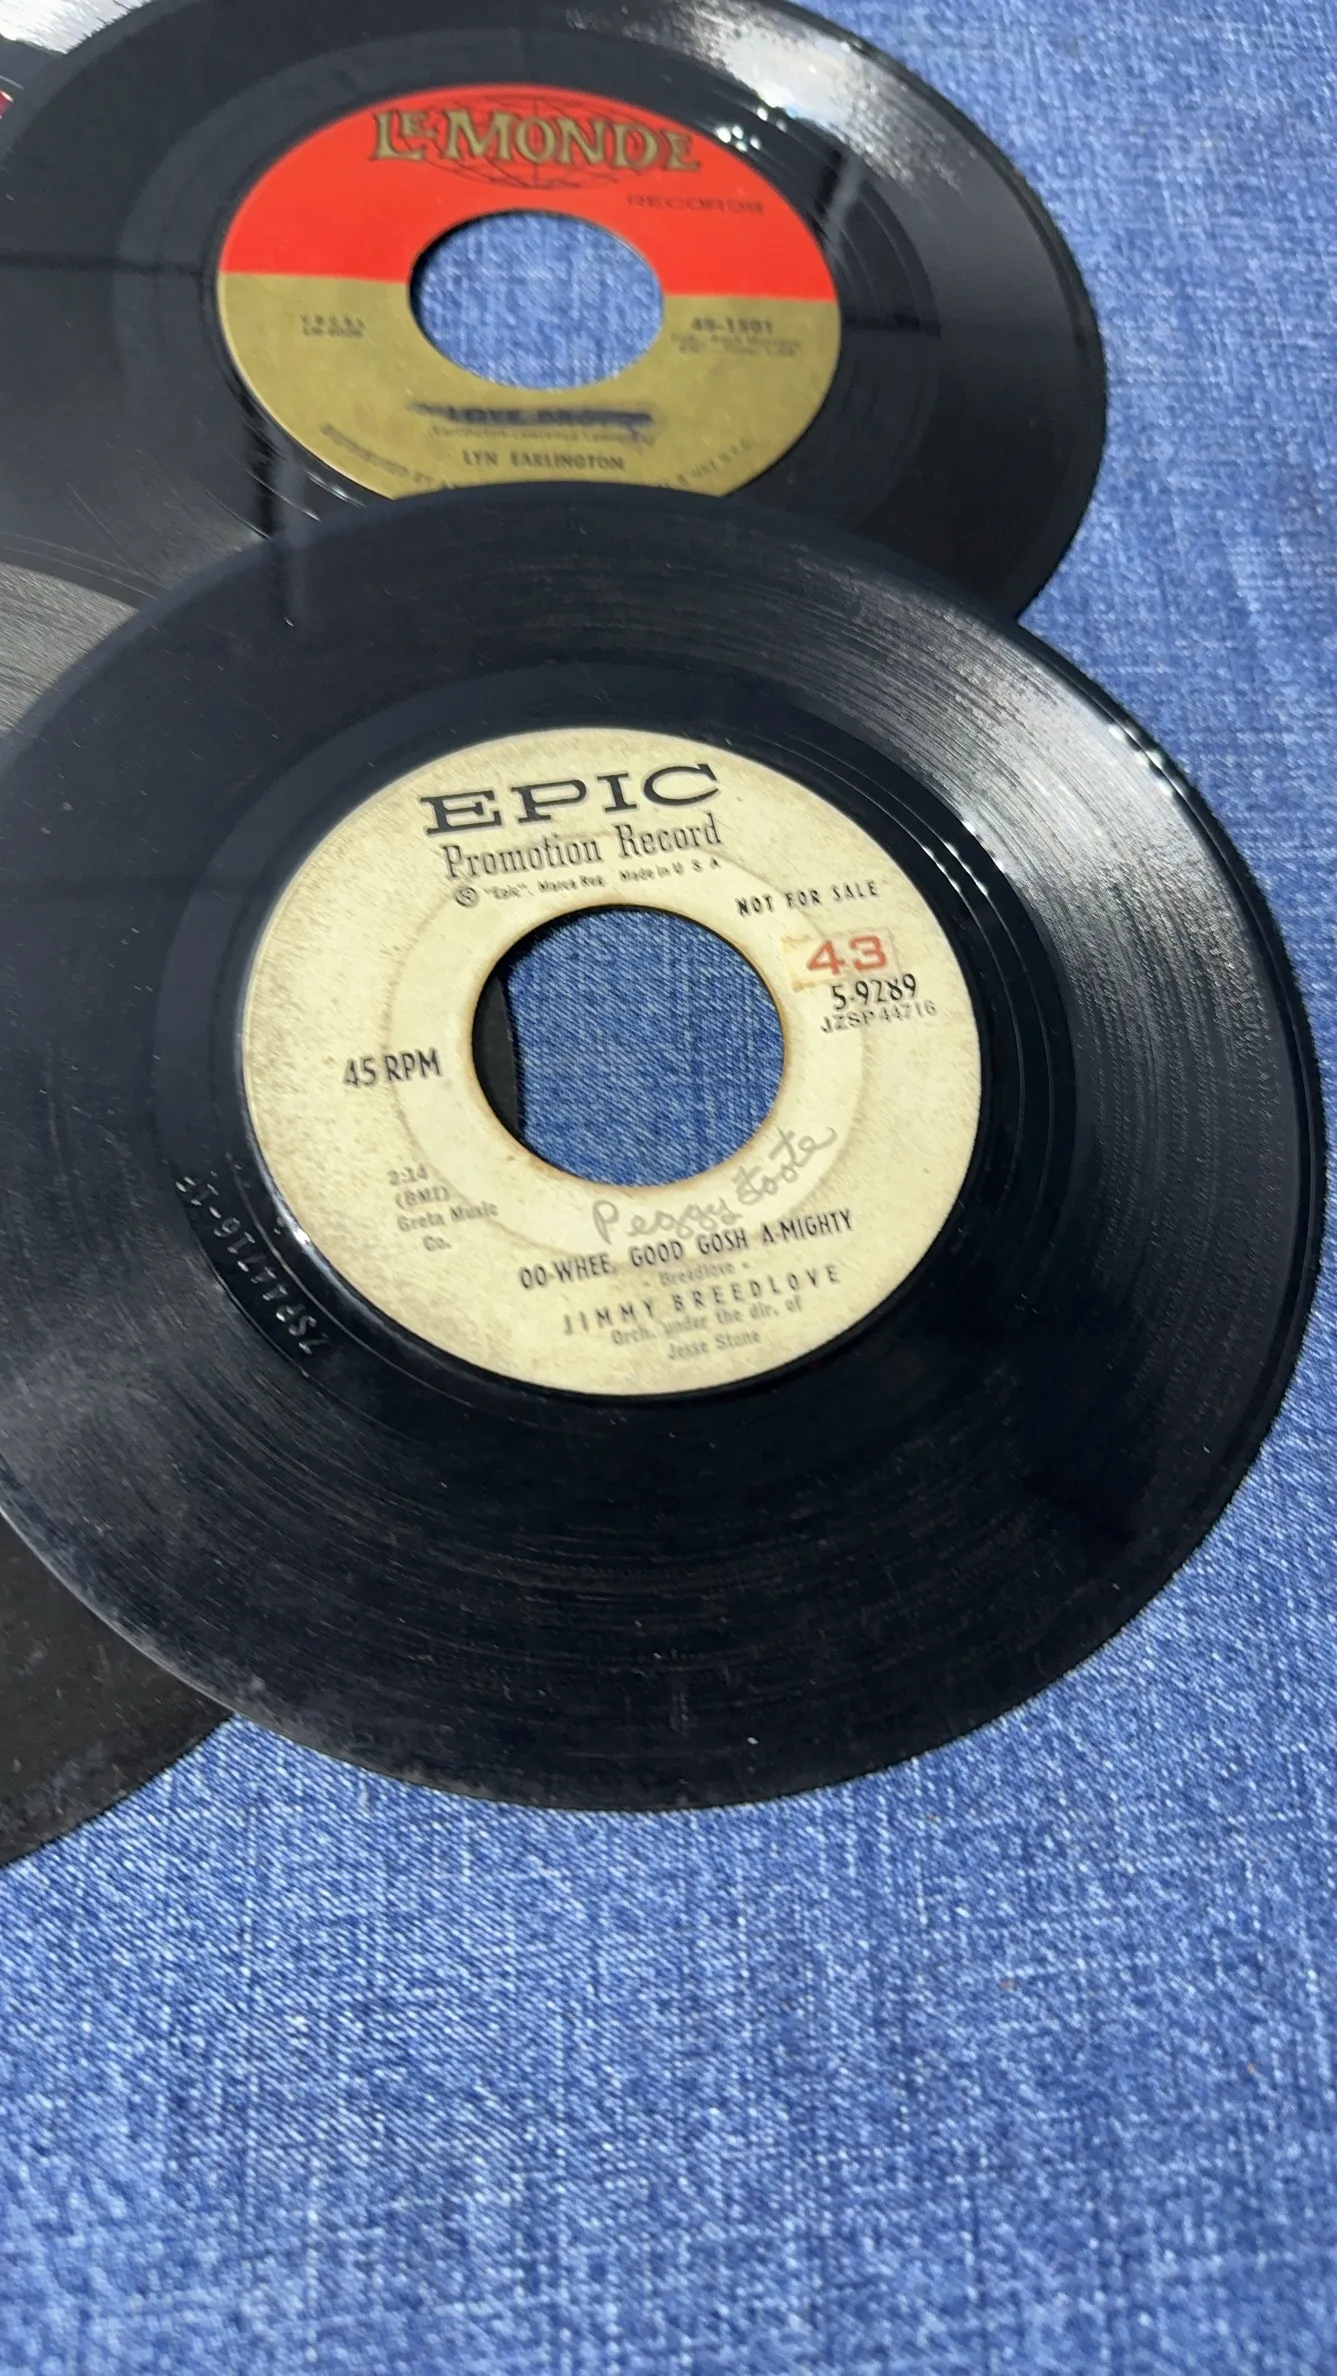 LE-MONDE
RECORDS
45-1501
LYN EARLINGTON
EPIC
Promotion Record
® "Epic". Marca Reg. Made in U S A
NOT FOR SALE
43
5-9289
JZSP44716
45 RPM
2:14
(BMI)
Greta Music
Co.
Peggy Foote
OO-WHEE, GOOD GOSH A-MIGHTY
- Breedlove -
JIMMY BREEDLOVE
Orch. under the dir. of
Jesse Stone